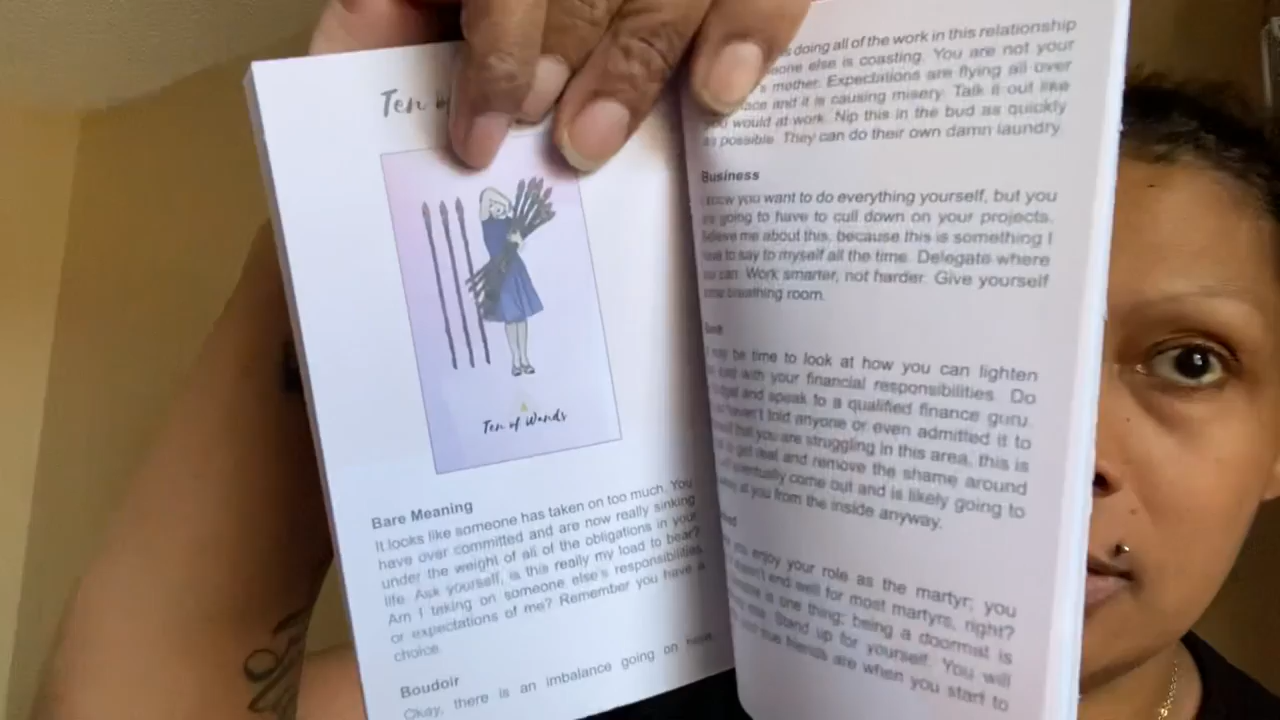 Ten of
Ten of Wands
Bare Meaning
It looks like someone has taken on too much. You
have over committed and are now really sinking
under the weight of all of the obligations in your
life. Ask yourself, is this really my load to bear?
Am I taking on someone else's responsibilities
or expectations of me? Remember you have a
choice.
Boudoir
Okay, there is an imbalance going on here.
doing all of the work in this relationship
else is coasting. You are not your
mother. Expectations are flying all over
and it is causing misery. Talk it out like
you would at work. Nip this in the bud as quickly
as possible. They can do their own damn laundry.
Business
I know you want to do everything yourself, but you
are going to have to cull down on your projects.
Believe me about this, because this is something I
have to say to myself all the time. Delegate where
you can. Work smarter, not harder. Give yourself
some breathing room.
may be time to look at how you can lighten
load with your financial responsibilities. Do
and speak to a qualified finance guru.
haven't told anyone or even admitted it to
that you are struggling in this area, this is
get real and remove the shame around
eventually come out and is likely going to
at you from the inside anyway.
you enjoy your role as the martyr; you
end well for most martyrs, right?
is one thing; being a doormat is
Stand up for yourself. You will
true friends are when you start to